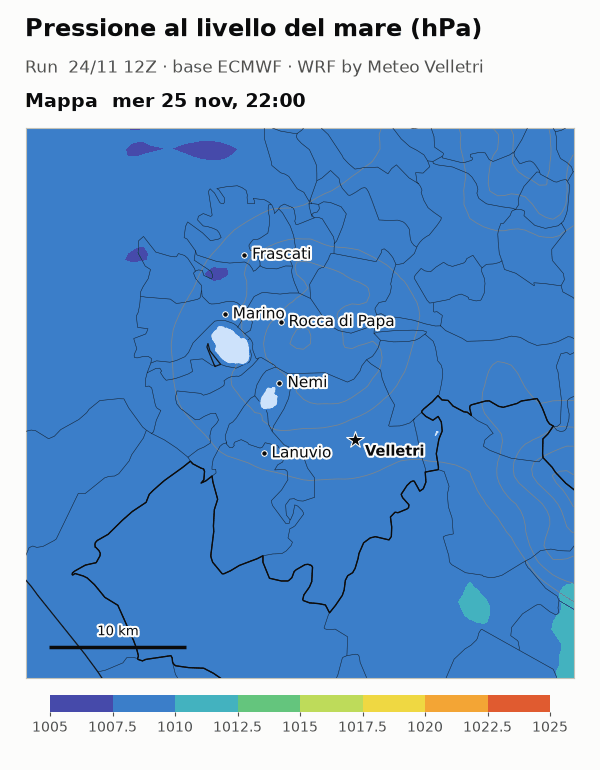 Pressione al livello del mare (hPa)
Run  24/11 12Z · base ECMWF · WRF by Meteo Velletri
Mappa  mer 25 nov, 22:00
Frascati
Marino
Rocca di Papa
Nemi
Velletri
Lanuvio
10 km
1005 1007.5 1010 1012.5 1015 1017.5 1020 1022.5 1025